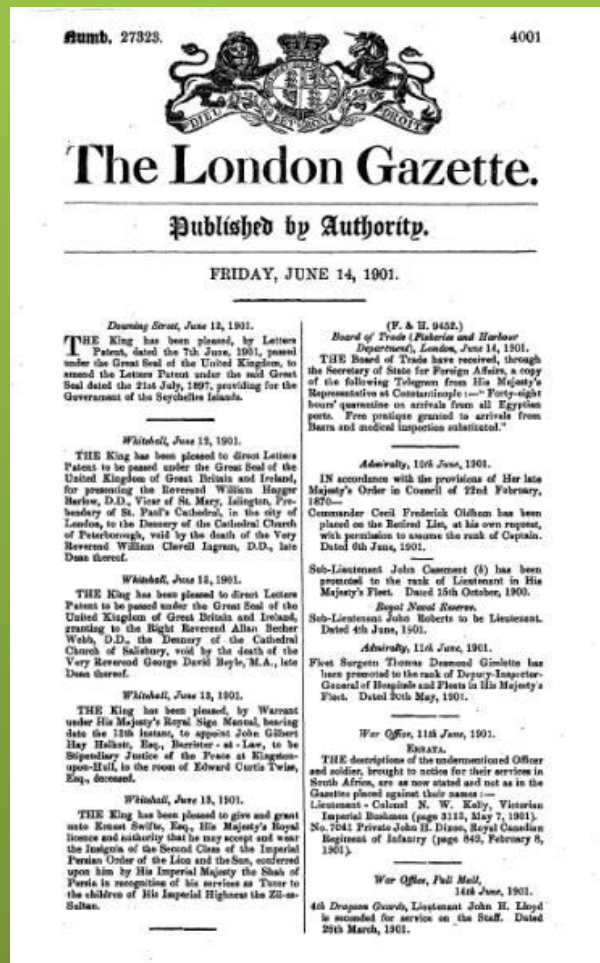 Numb. 27323.
4001
DIEU ET MON DROIT
The London Gazette.
Published by Authority.
FRIDAY, JUNE 14, 1901.
Downing Street, June 12, 1901.
THE King has been pleased, by Letters
Patent, dated the 7th June, 1901, passed
under the Great Seal of the United Kingdom, to
amend the Letters Patent under the said Great
Seal dated the 21st July, 1897, providing for the
Government of the Seychelles Islands.
Whitehall, June 12, 1901.
THE King has been pleased to direct Letters
Patent to be passed under the Great Seal of the
United Kingdom of Great Britain and Ireland,
for presenting the Reverend William Hagger
Barlow, D.D., Vicar of St. Mary, Islington, Pre-
bendary of St. Paul's Cathedral, in the city of
London, to the Deanery of the Cathedral Church
of Peterborough, void by the death of the Very
Reverend William Clavell Ingram, D.D., late
Dean thereof.
Whitehall, June 13, 1901.
THE King has been pleased to direct Letters
Patent to be passed under the Great Seal of the
United Kingdom of Great Britain and Ireland,
granting to the Right Reverend Allan Becher
Webb, D.D., the Deanery of the Cathedral
Church of Salisbury, void by the death of the
Very Reverend George David Boyle, M.A., late
Dean thereof.
Whitehall, June 13, 1901.
THE King has been pleased, by Warrant
under His Majesty's Royal Sign Manual, bearing
date the 13th instant, to appoint John Gilbert
Hay Halkett, Esq., Barrister-at-Law, to be
Stipendiary Justice of the Peace at Kingston-
upon-Hull, in the room of Edward Curtis Twiss,
Esq., deceased.
Whitehall, June 13, 1901.
THE King has been pleased to give and grant
unto Ernest Swifte, Esq., His Majesty's Royal
licence and authority that he may accept and wear
the Insignia of the Second Class of the Imperial
Persian Order of the Lion and the Sun, conferred
upon him by His Imperial Majesty the Shah of
Persia in recognition of his services as Tutor to
the children of His Imperial Highness the Zil-es-
Sultan.
(F. & H. 9452.)
Board of Trade (Fisheries and Harbour
Department), London, June 14, 1901.
THE Board of Trade have received, through
the Secretary of State for Foreign Affairs, a copy
of the following Telegram from His Majesty's
Representative at Constantinople :—" Forty-eight
hours' quarantine on arrivals from all Egyptian
ports. Free pratique granted to arrivals from
Basra and medical inspection substituted."
Admiralty, 10th June, 1901.
IN accordance with the provisions of Her late
Majesty's Order in Council of 22nd February,
1870—
Commander Cecil Frederick Oldham has been
placed on the Retired List, at his own request,
with permission to assume the rank of Captain.
Dated 6th June, 1901.
Sub-Lieutenant John Casement (b) has been
promoted to the rank of Lieutenant in His
Majesty's Fleet. Dated 15th October, 1900.
Royal Naval Reserve.
Sub-Lieutenant John Roberts to be Lieutenant.
Dated 4th June, 1901.
Admiralty, 11th June, 1901.
Fleet Surgeon Thomas Desmond Gimlette has
been promoted to the rank of Deputy-Inspector-
General of Hospitals and Fleets in His Majesty's
Fleet. Dated 20th May, 1901.
War Office, 11th June, 1901.
ERRATA.
THE descriptions of the undermentioned Officer
and soldier, brought to notice for their services in
South Africa, are as now stated and not as in the
Gazettes placed against their names :—
Lieutenant-Colonel N. W. Kelly, Victorian
Imperial Bushmen (page 3113, May 7, 1901).
No. 7041 Private John H. Dixon, Royal Canadian
Regiment of Infantry (page 843, February 8,
1901).
War Office, Pall Mall,
14th June, 1901.
4th Dragoon Guards, Lieutenant John H. Lloyd
is seconded for service on the Staff. Dated
28th March, 1901.